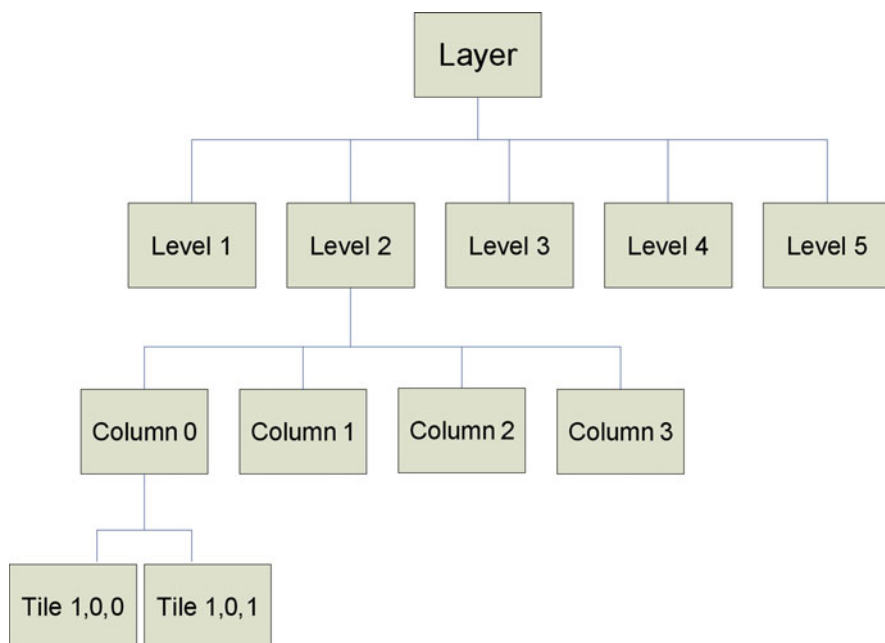 Layer
Level 1
Level 2
Level 3
Level 4
Level 5
Column 0
Column 1
Column 2
Column 3
Tile 1,0,0
Tile 1,0,1